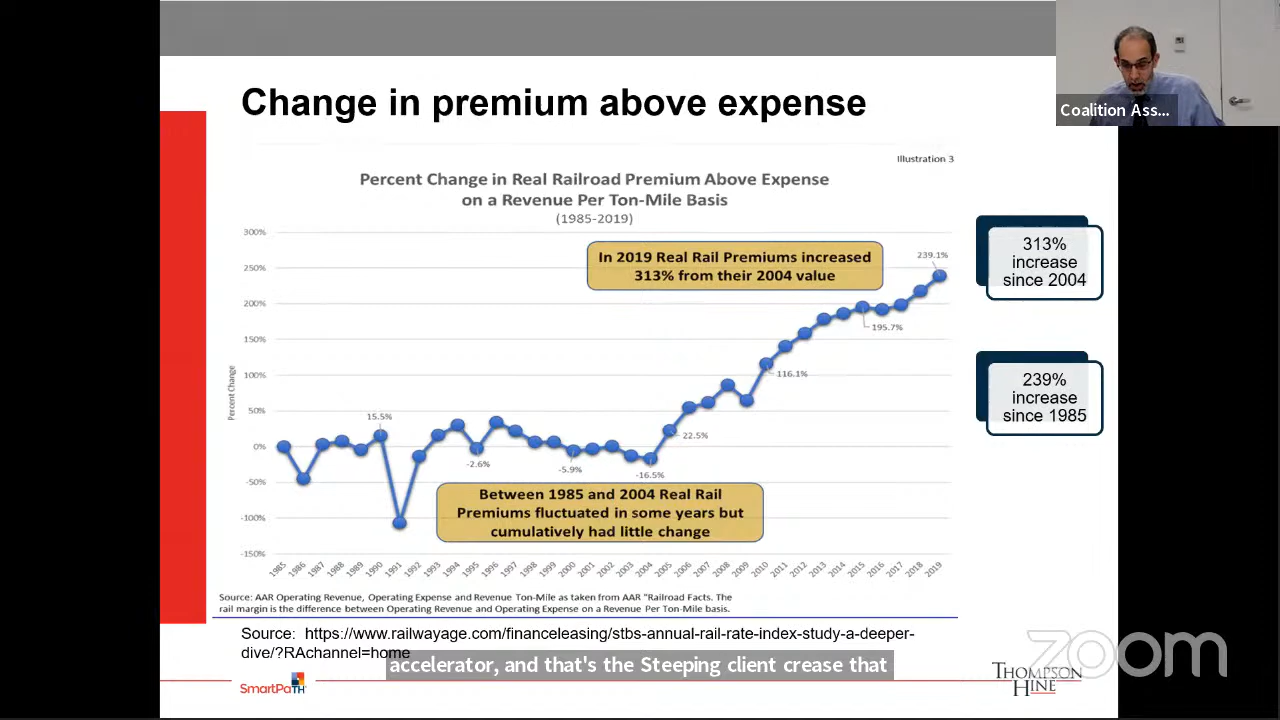 Change in premium above expense
Coalition Ass...
Illustration 3
Percent Change in Real Railroad Premium Above Expense
on a Revenue Per Ton-Mile Basis
(1985-2019)
300%
250%
200%
150%
100%
50%
0%
-50%
-100%
-150%
Percent Change
In 2019 Real Rail Premiums increased
313% from their 2004 value
239.1%
195.7%
116.1%
22.5%
15.5%
-2.6%
-5.9%
-16.5%
Between 1985 and 2004 Real Rail
Premiums fluctuated in some years but
cumulatively had little change
1985 1986 1987 1988 1989 1990 1991 1992 1993 1994 1995 1996 1997 1998 1999 2000 2001 2002 2003 2004 2005 2006 2007 2008 2009 2010 2011 2012 2013 2014 2015 2016 2017 2018 2019
313%
increase
since 2004
239%
increase
since 1985
Source: AAR Operating Revenue, Operating Expense and Revenue Ton-Mile as taken from AAR "Railroad Facts. The
rail margin is the difference between Operating Revenue and Operating Expense on a Revenue Per Ton-Mile basis.
Source: https://www.railwayage.com/financeleasing/stbs-annual-rail-rate-index-study-a-deeper-
dive/?RAchannel=home
accelerator, and that's the Steeping client crease that
SmartPaTH
THOMPSON
HINE
zoom